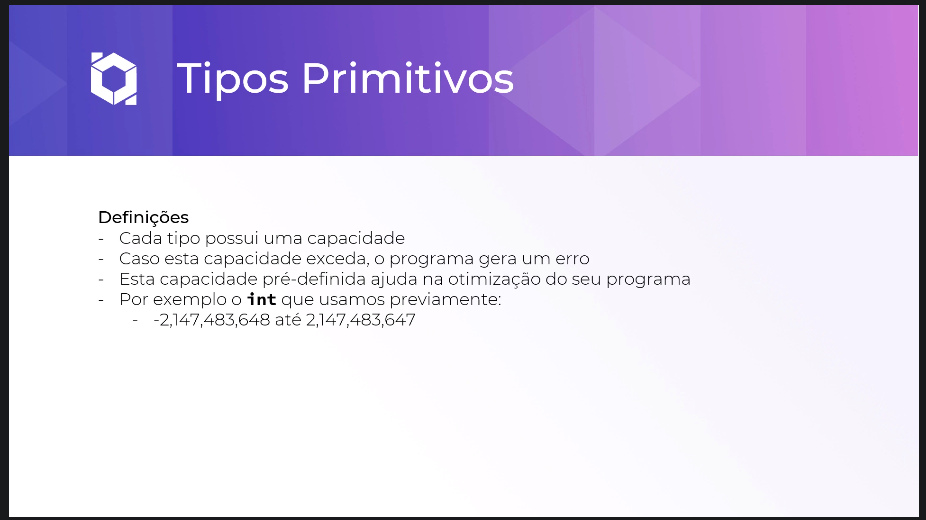 Tipos Primitivos
Definições
- Cada tipo possui uma capacidade
- Caso esta capacidade exceda, o programa gera um erro
- Esta capacidade pré-definida ajuda na otimização do seu programa
- Por exemplo o int que usamos previamente:
- -2,147,483,648 até 2,147,483,647